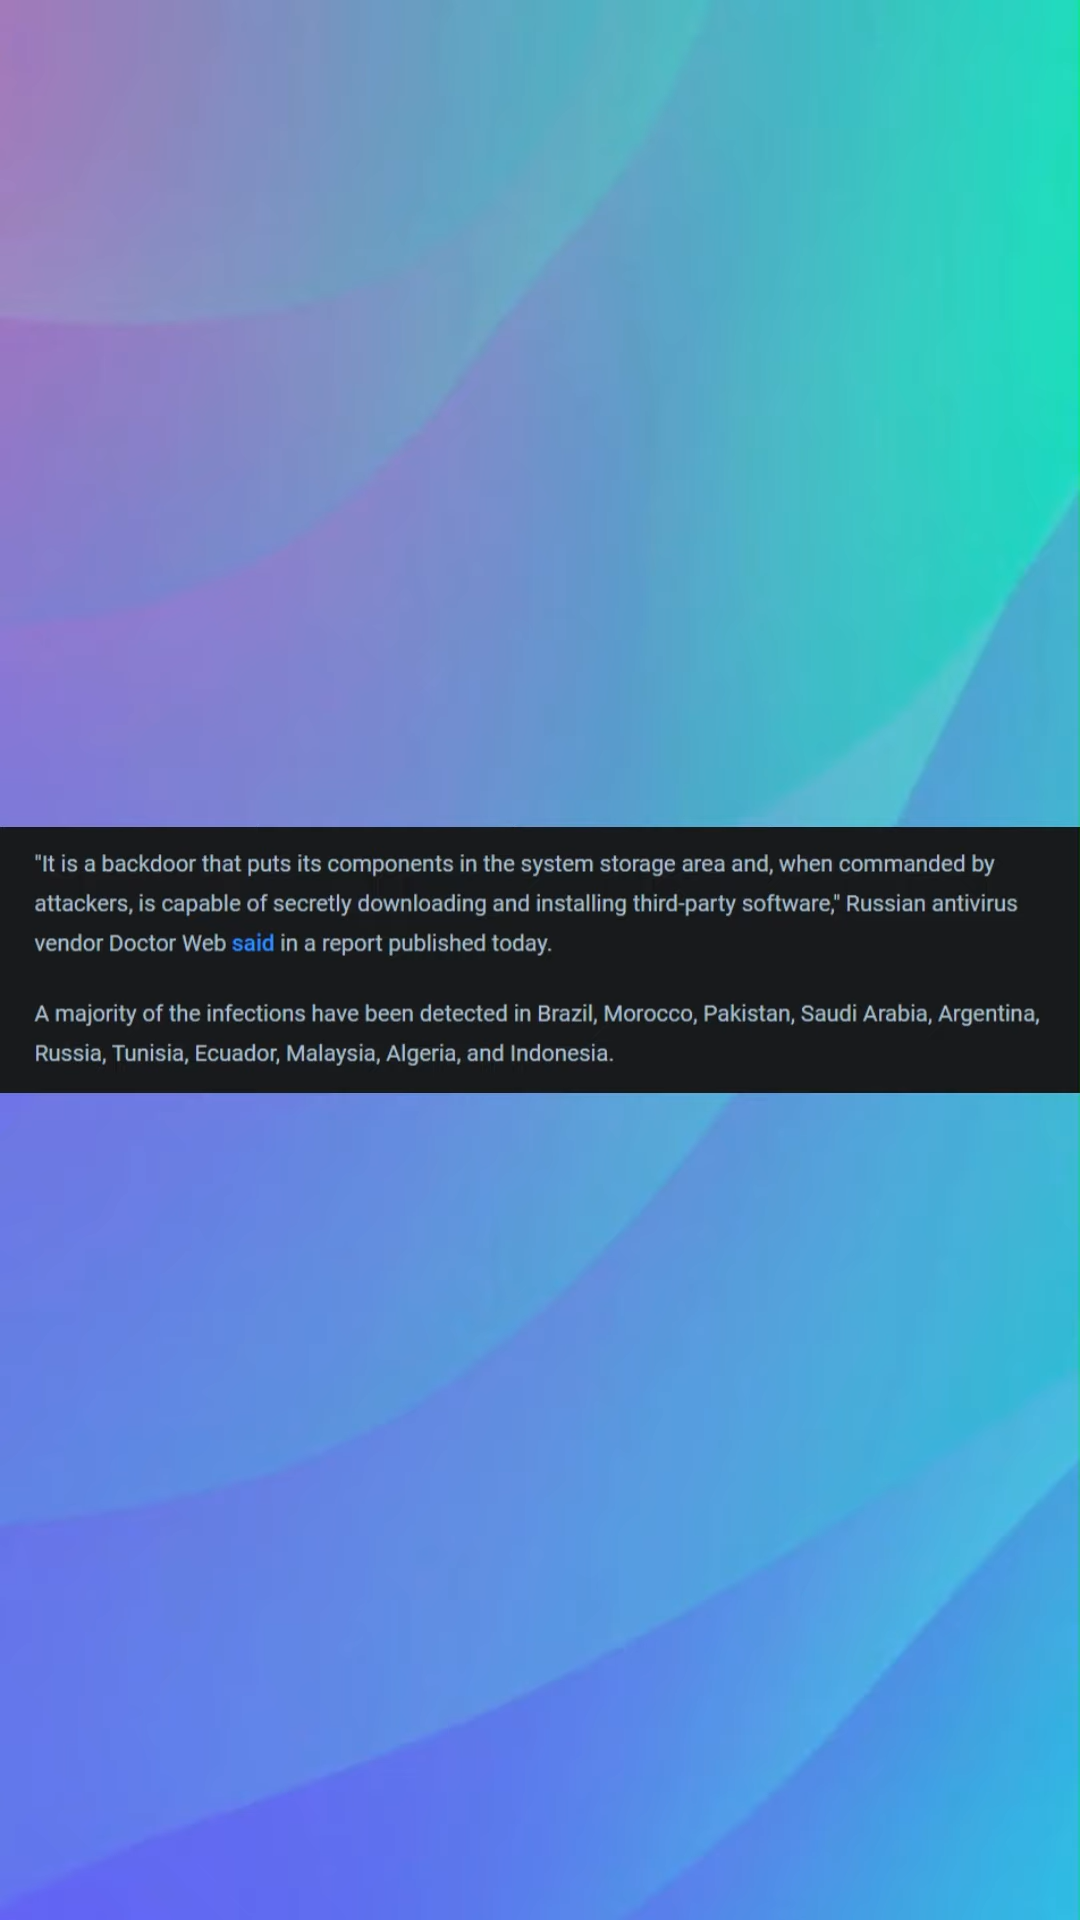 "It is a backdoor that puts its components in the system storage area and, when commanded by
attackers, is capable of secretly downloading and installing third-party software," Russian antivirus
vendor Doctor Web said in a report published today.
A majority of the infections have been detected in Brazil, Morocco, Pakistan, Saudi Arabia, Argentina,
Russia, Tunisia, Ecuador, Malaysia, Algeria, and Indonesia.